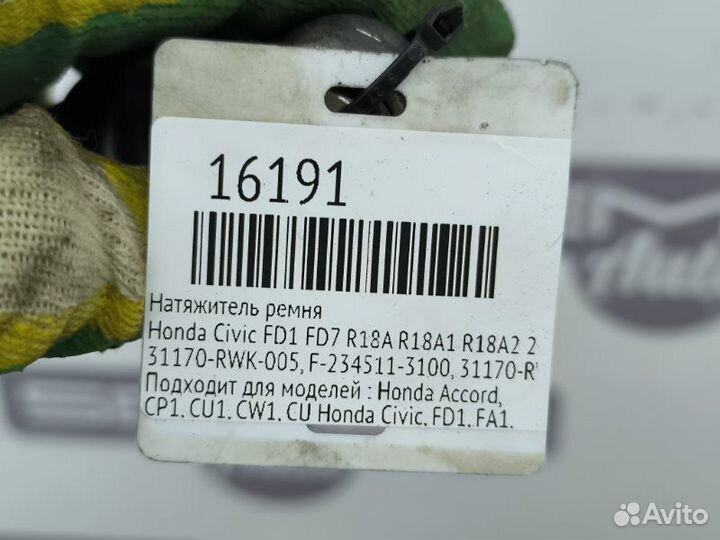 16191
Натяжитель ремня
Honda Civic FD1 FD7 R18A R18A1 R18A2 2
31170-RWK-005, F-234511-3100, 31170-R
Подходит для моделей : Honda Accord,
CP1, CU1, CW1, CU Honda Civic, FD1, FA1,
Avito